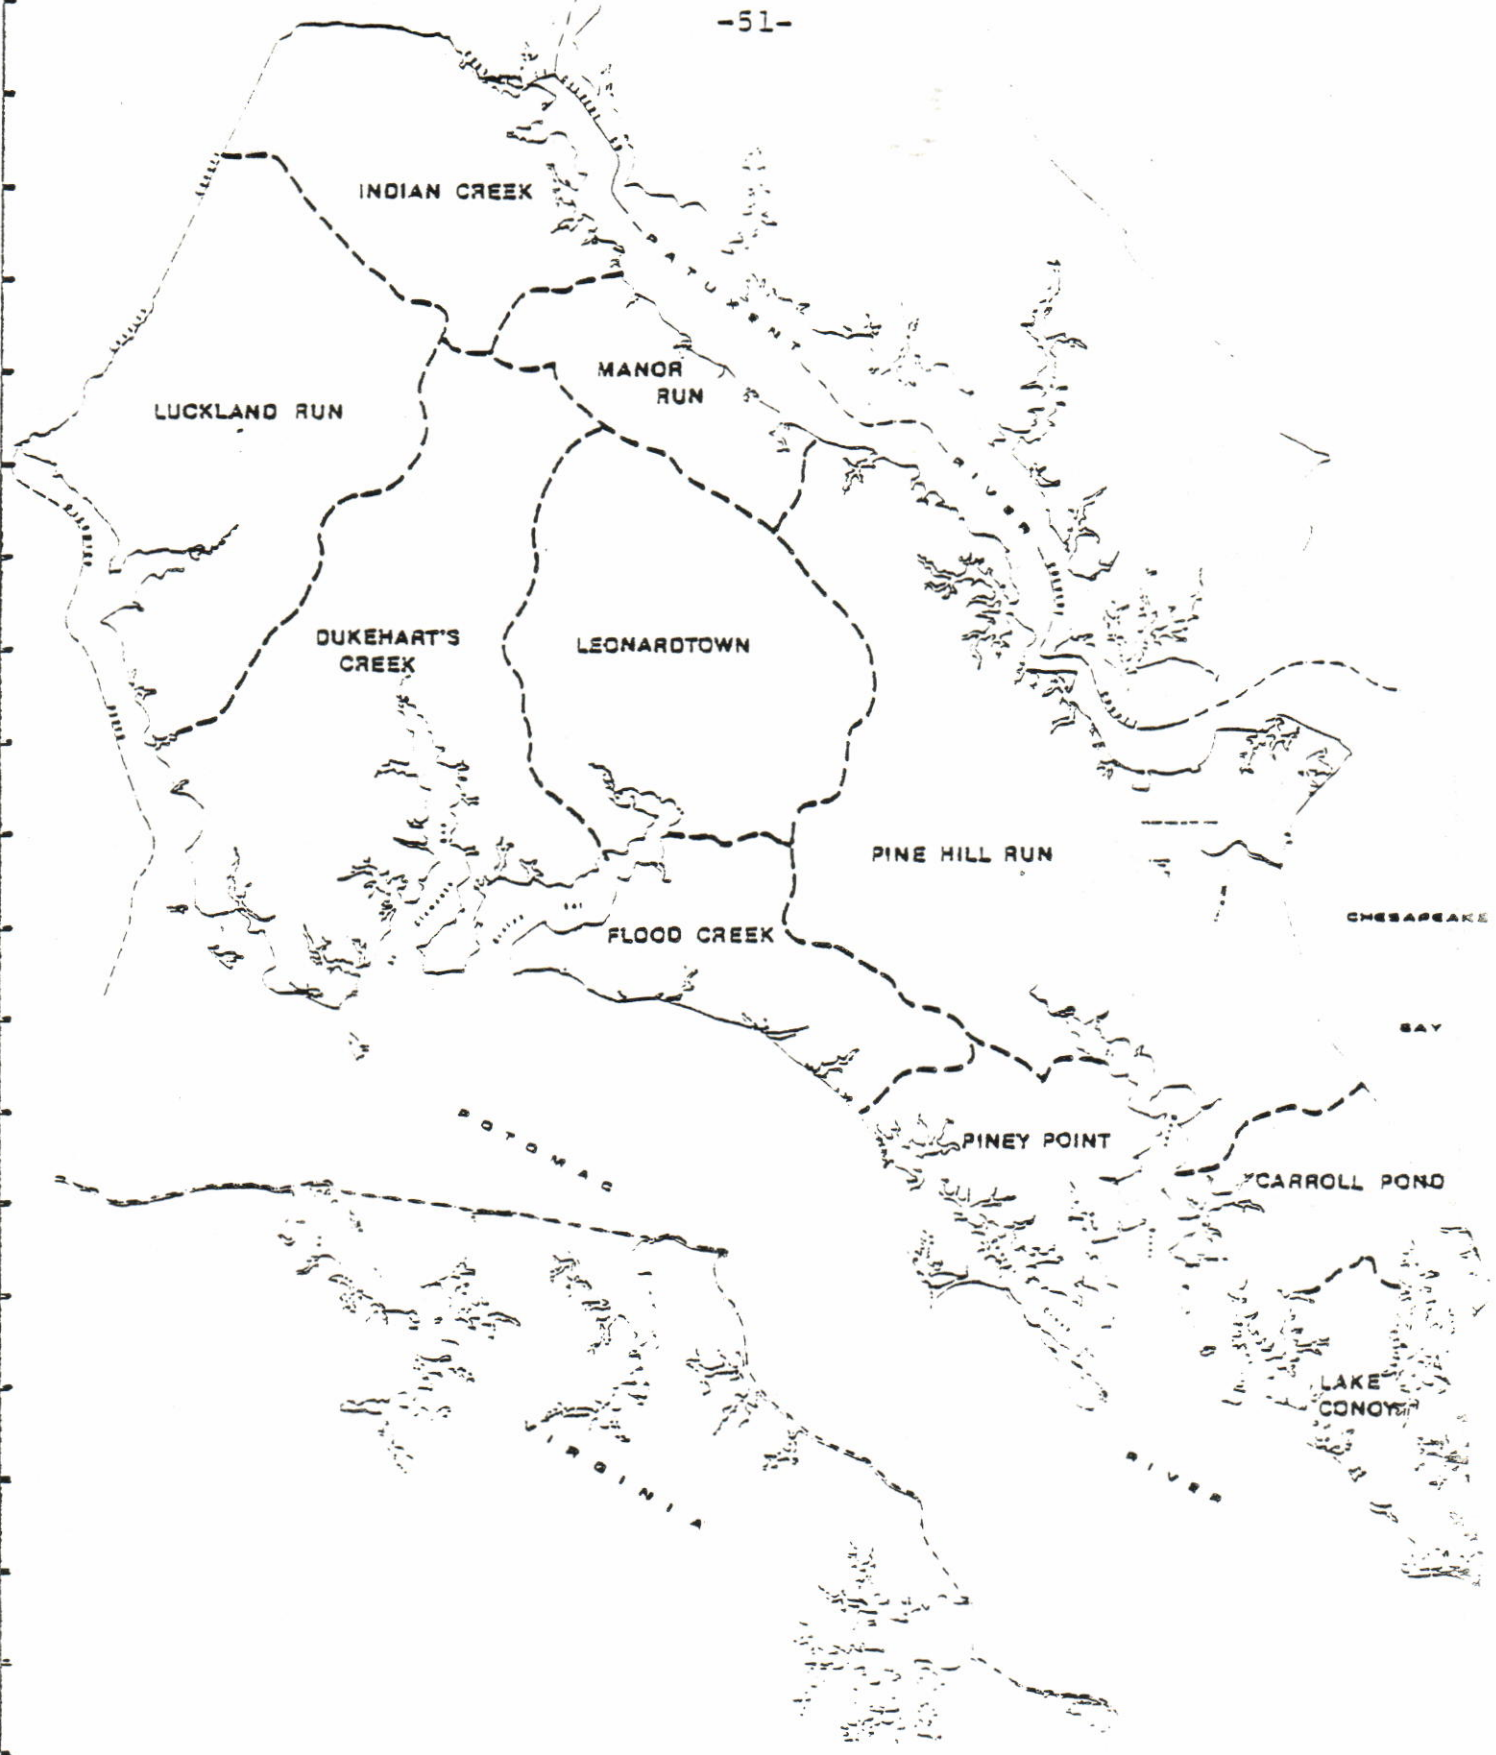 -51-
INDIAN CREEK
PATUXENT
MANOR
RUN
LUCKLAND RUN
RIVER
DUKEHART'S
CREEK
LEONARDTOWN
PINE HILL RUN
CHESAPEAKE
FLOOD CREEK
BAY
POTOMAC
PINEY POINT
CARROLL POND
LAKE
CONOY
VIRGINIA
RIVER